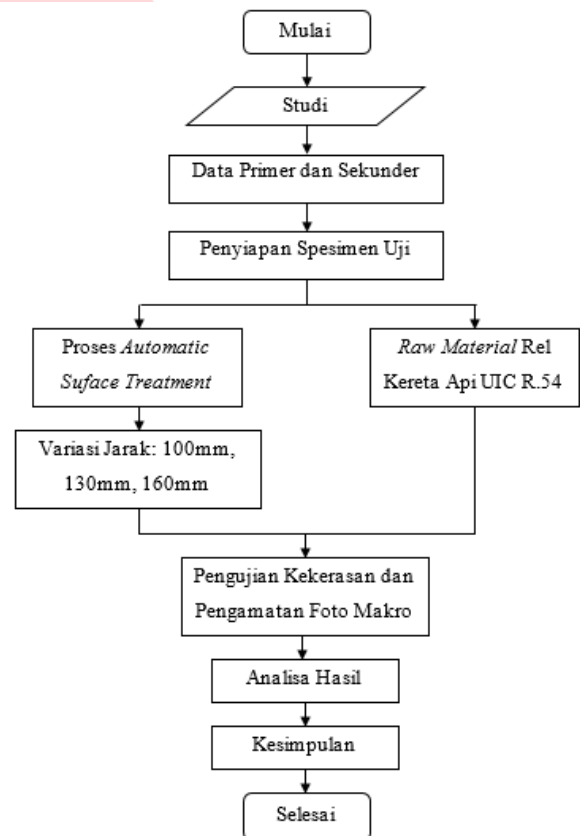 Mulai
Studi
Data Primer dan Sekunder
Penyiapan Spesimen Uji
Proses Automatic
Suface Treatment
Raw Material Rel
Kereta Api UIC R.54
Variasi Jarak: 100mm,
130mm, 160mm
Pengujian Kekerasan dan
Pengamatan Foto Makro
Analisa Hasil
Kesimpulan
Selesai